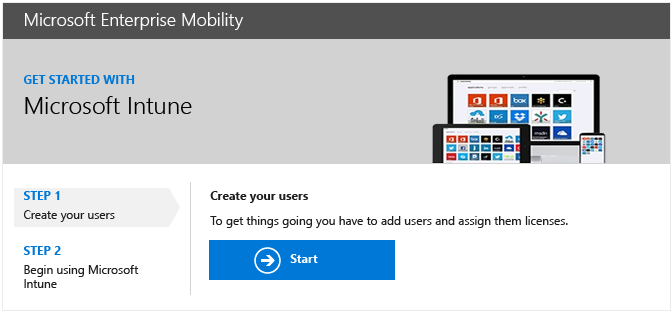 Microsoft Enterprise Mobility
GET STARTED WITH
Microsoft Intune
box
STEP 1
Create your users
STEP 2
Begin using Microsoft
Intune
Create your users
To get things going you have to add users and assign them licenses.
Start